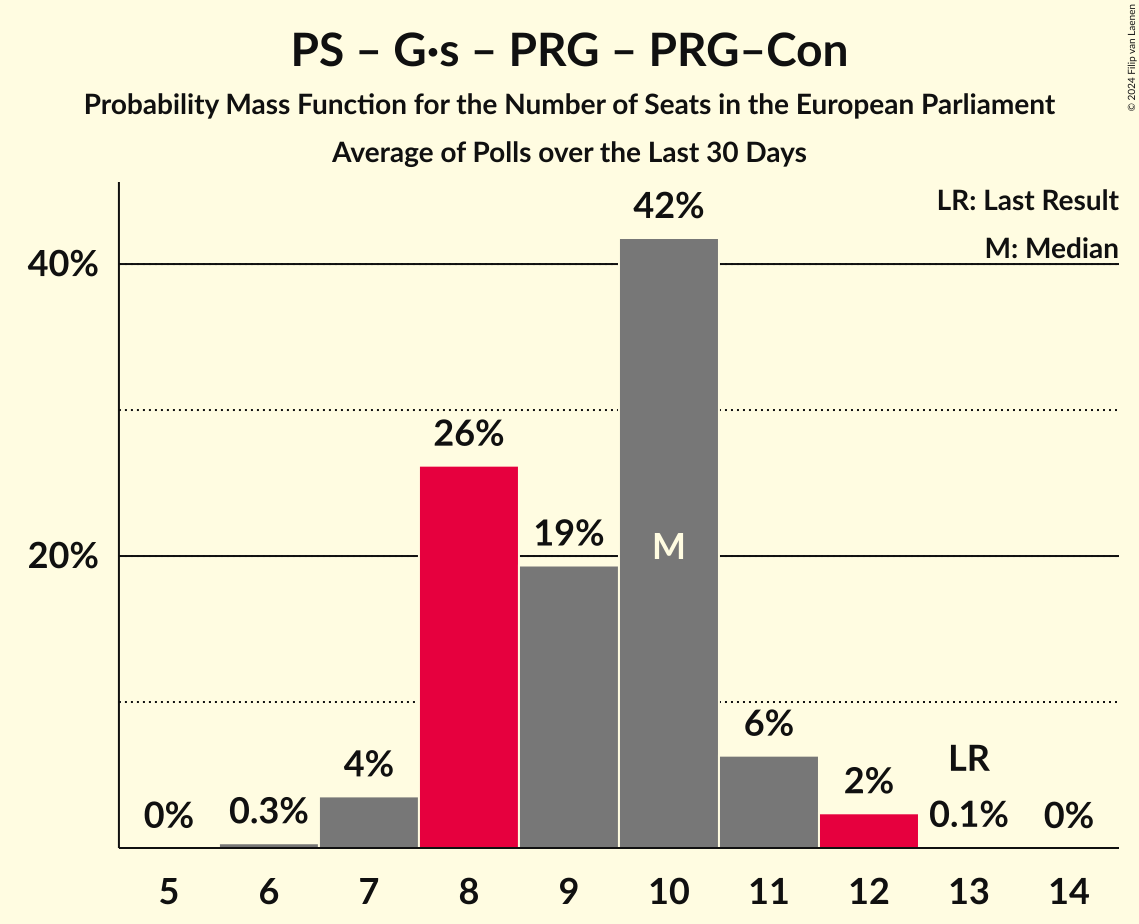 PS – G·s – PRG – PRG–Con
Probability Mass Function for the Number of Seats in the European Parliament
Average of Polls over the Last 30 Days
© 2024 Filip van Laenen
LR: Last Result
M: Median
42%
40%
26%
19%
M
20%
6%
LR
4%
2%
0%
0.3%
0.1%
0%
5 6 7 8 9 10 11 12 13 14